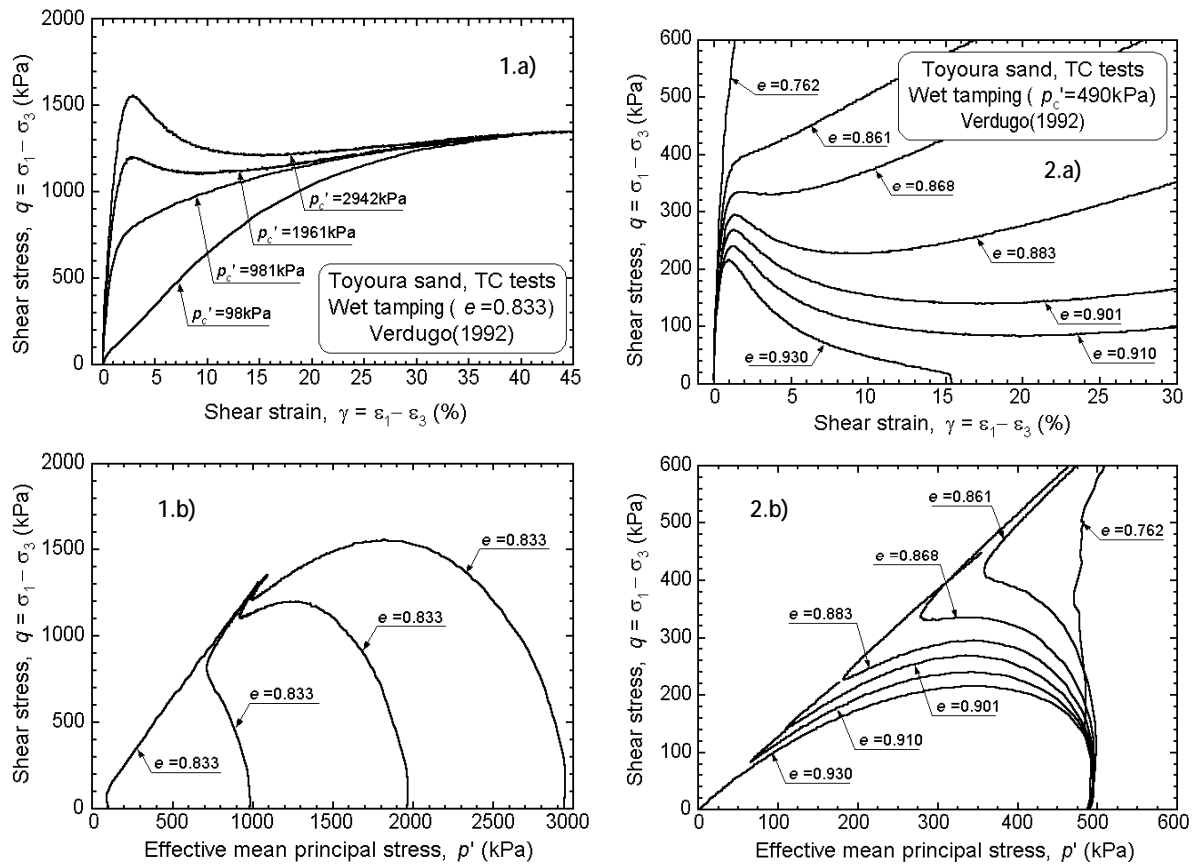 1.a)
Shear stress, q = σ1 – σ3 (kPa)
2000
1500
1000
500
0
pc'=2942kPa
pc'=1961kPa
pc'=981kPa
pc'=98kPa
Toyoura sand, TC tests
Wet tamping ( e=0.833)
Verdugo(1992)
0 5 10 15 20 25 30 35 40 45
Shear strain, γ = ε1– ε3 (%)
2.a)
Shear stress, q = σ1 – σ3 (kPa)
600
500
400
300
200
100
0
Toyoura sand, TC tests
Wet tamping ( pc'=490kPa)
Verdugo(1992)
e=0.762
e=0.861
e=0.868
e=0.883
e=0.901
e=0.910
e=0.930
0 5 10 15 20 25 30
Shear strain, γ = ε1– ε3 (%)
1.b)
Shear stress, q = σ1 – σ3 (kPa)
2000
1500
1000
500
0
e=0.833
e=0.833
e=0.833
e=0.833
0 500 1000 1500 2000 2500 3000
Effective mean principal stress, p' (kPa)
2.b)
Shear stress, q = σ1 – σ3 (kPa)
600
500
400
300
200
100
0
e=0.861
e=0.762
e=0.868
e=0.883
e=0.901
e=0.910
e=0.930
0 100 200 300 400 500 600
Effective mean principal stress, p' (kPa)